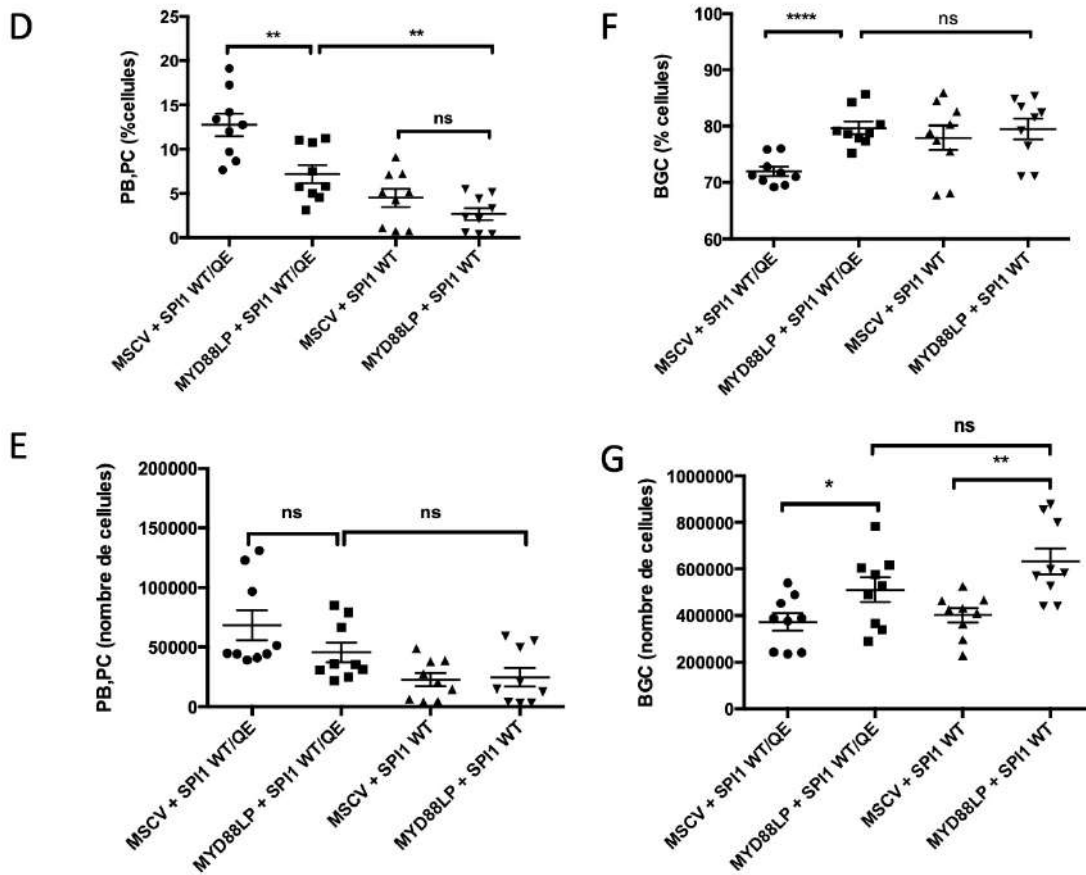 D
PB,PC (%cellules)
25
20
15
10
5
0
**
**
ns
MSCV + SPI1 WT/QE
MYD88LP + SPI1 WT/QE
MSCV + SPI1 WT
MYD88LP + SPI1 WT
F
BGC (% cellules)
100
90
80
70
60
****
ns
MSCV + SPI1 WT/QE
MYD88LP + SPI1 WT/QE
MSCV + SPI1 WT
MYD88LP + SPI1 WT
E
PB,PC (nombre de cellules)
200000
150000
100000
50000
0
ns
ns
MSCV + SPI1 WT/QE
MYD88LP + SPI1 WT/QE
MSCV + SPI1 WT
MYD88LP + SPI1 WT
G
BGC (nombre de cellules)
1000000
800000
600000
400000
200000
0
ns
*
**
MSCV + SPI1 WT/QE
MYD88LP + SPI1 WT/QE
MSCV + SPI1 WT
MYD88LP + SPI1 WT